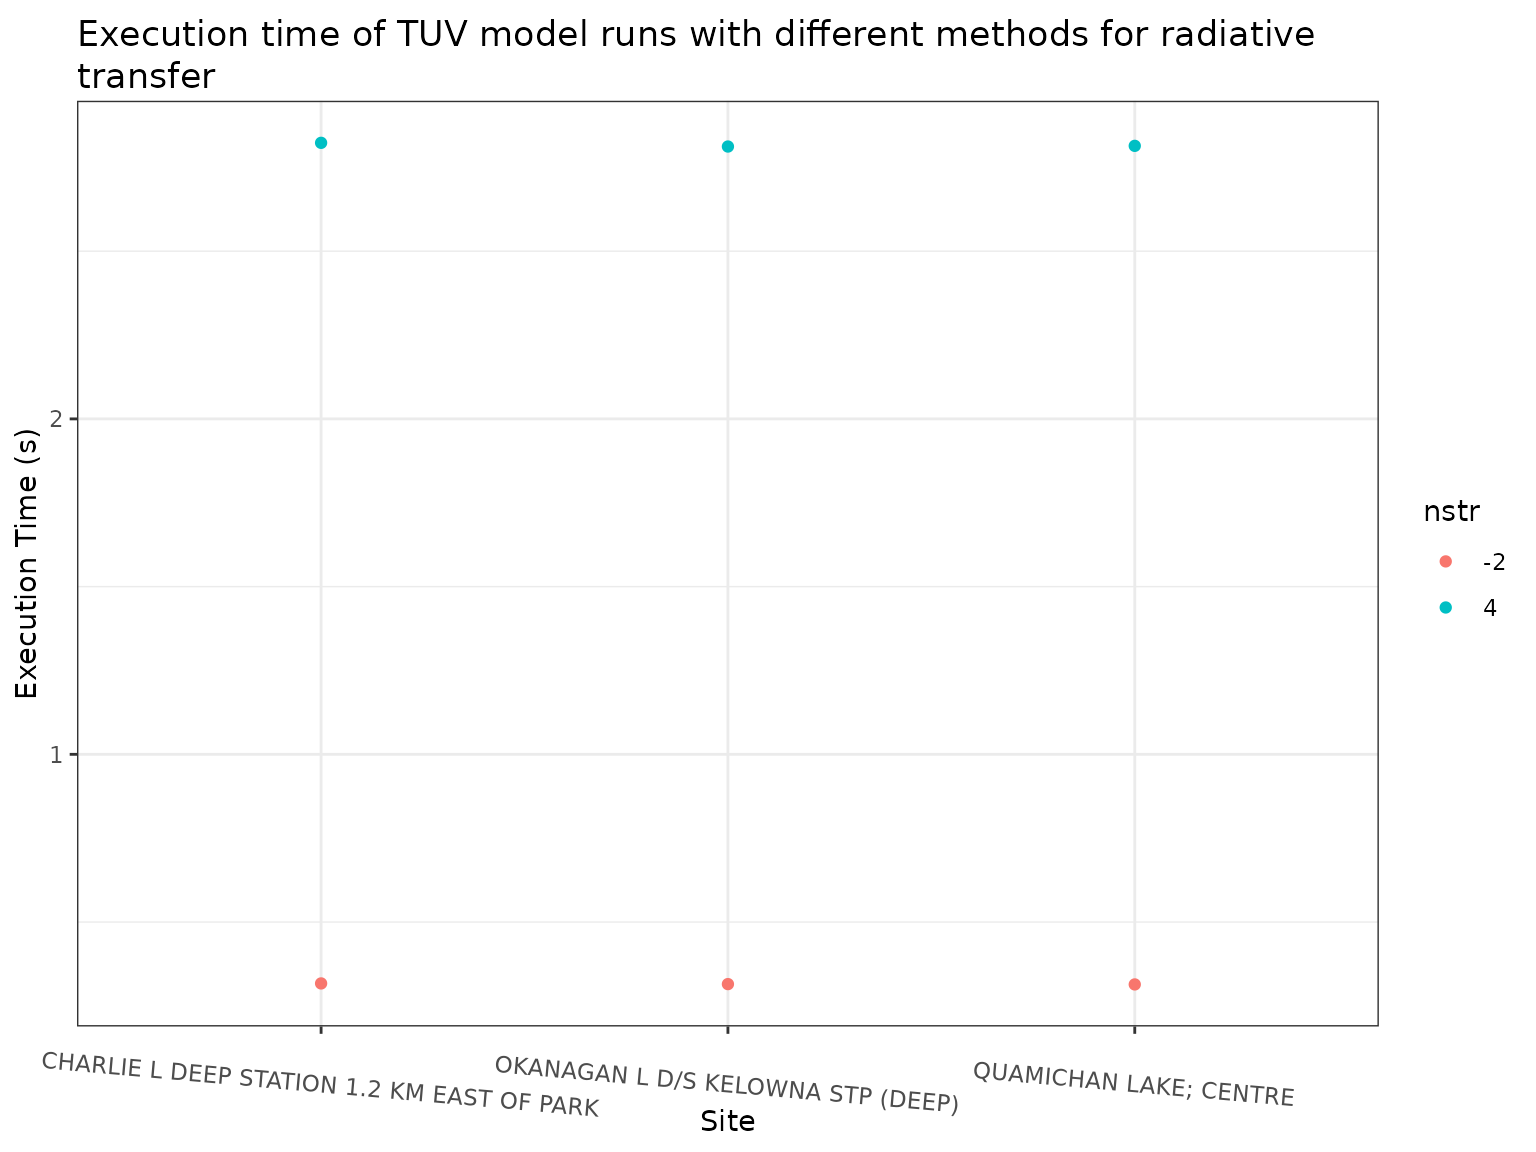 Execution time of TUV model runs with different methods for radiative
transfer
Execution Time (s)
2
1
nstr
-2
4
CHARLIE L DEEP STATION 1.2 KM EAST OF PARK
OKANAGAN L D/S KELOWNA STP (DEEP)
QUAMICHAN LAKE; CENTRE
Site